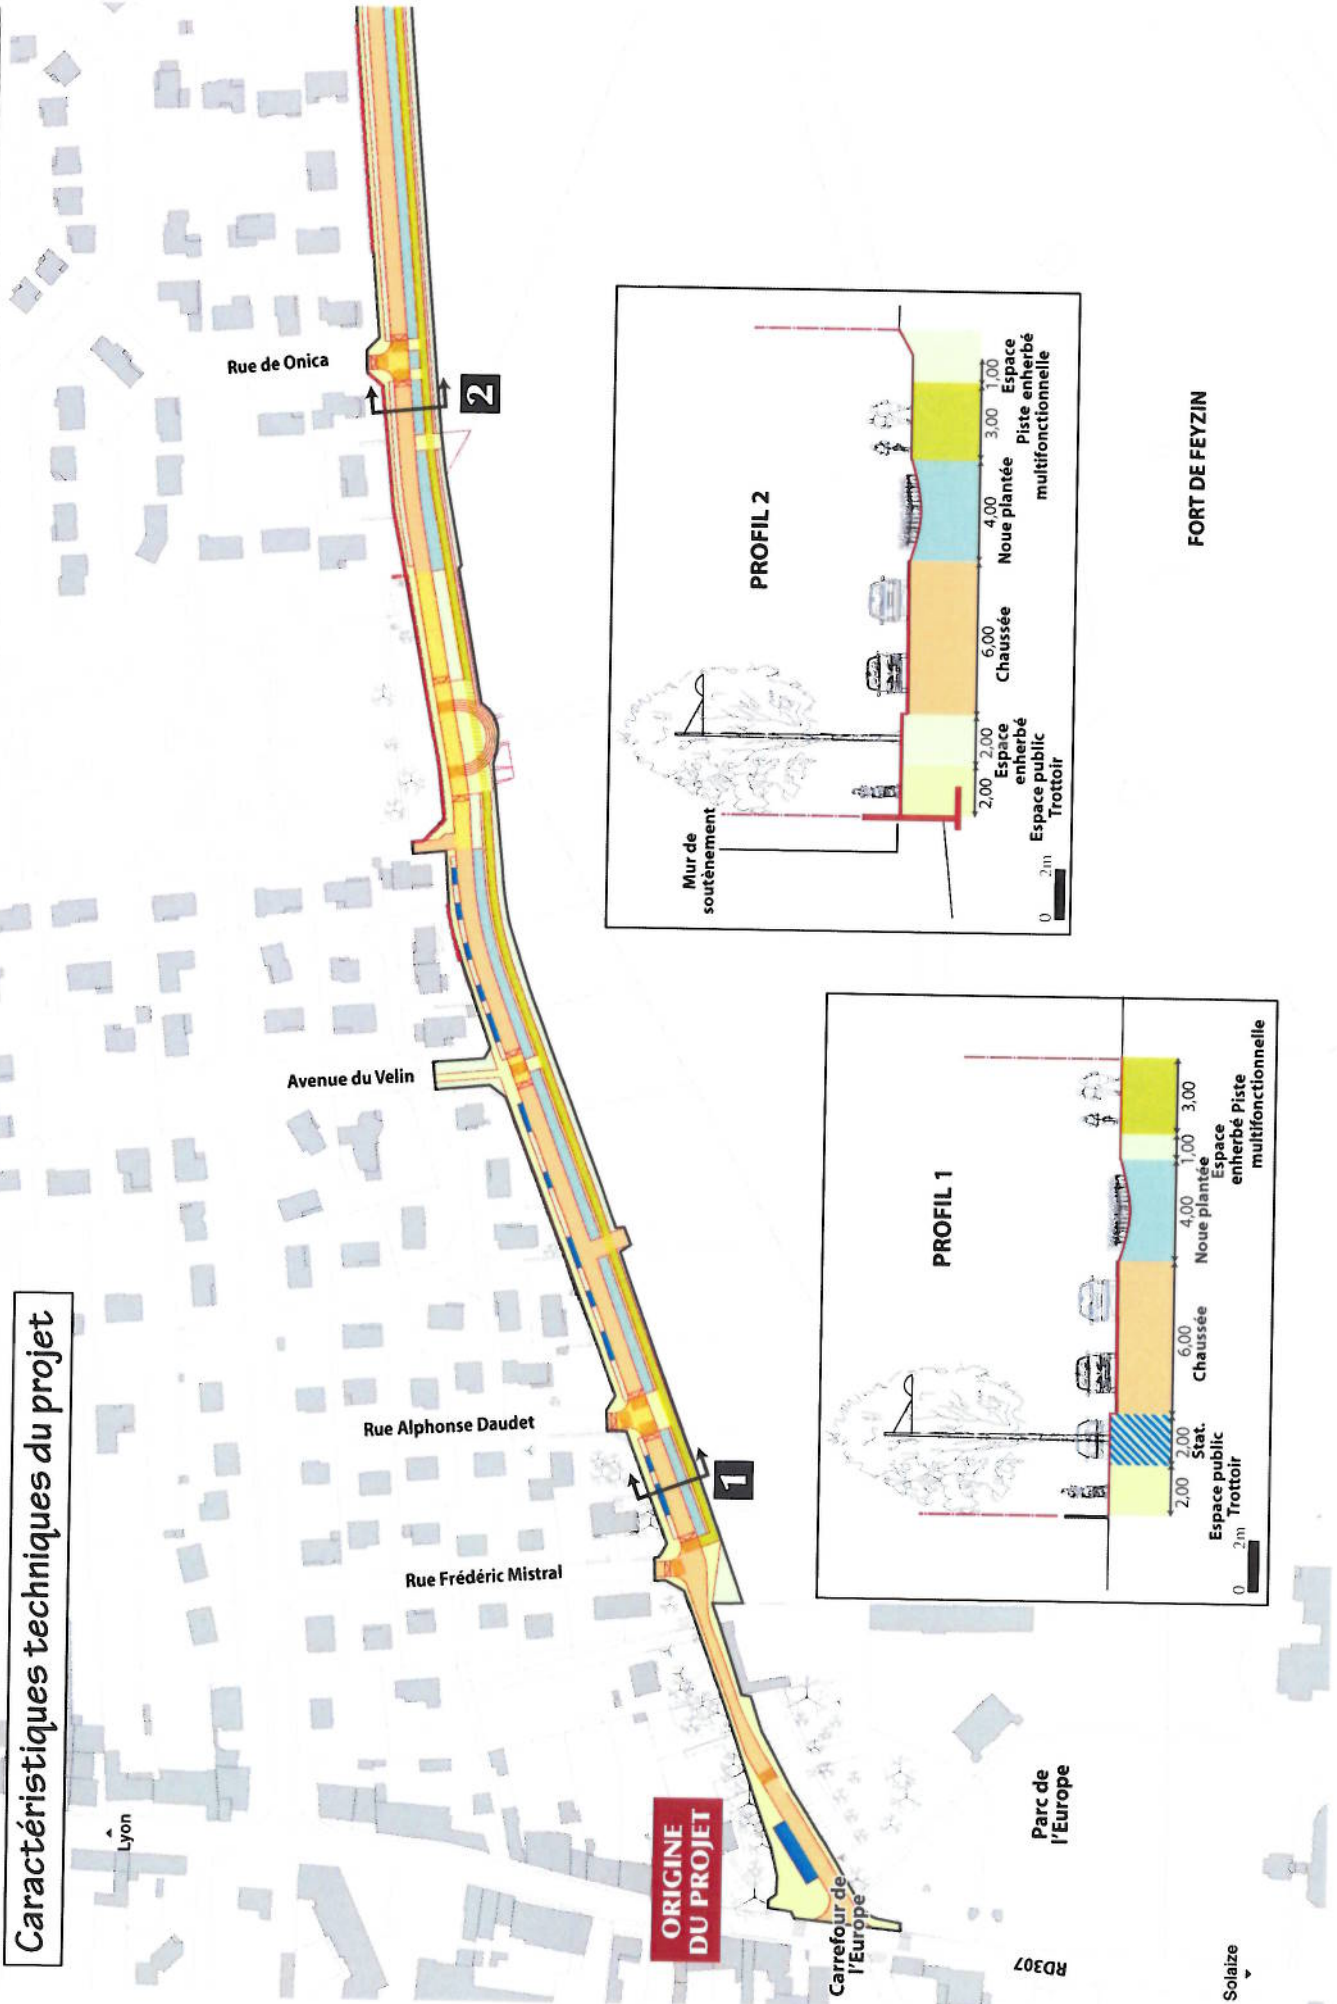 Caractéristiques techniques du projet
Lyon
ORIGINE
DU PROJET
Carrefour de
l'Europe
RD307
Solaize
Parc de
l'Europe
Rue Frédéric Mistral
Rue Alphonse Daudet
Avenue du Velin
Rue de Onica
1
2
FORT DE FEYZIN
PROFIL 1
2,00
2,00
6,00
4,00
1,00
3,00
Espace public
Trottoir
Stat.
Chaussée
Noue plantée
Espace
enherbé
Piste
multifonctionnelle
0
2m
PROFIL 2
Mur de
soutènement
2,00
2,00
6,00
4,00
3,00
1,00
Espace public
Trottoir
Espace
enherbé
Chaussée
Noue plantée
Piste
multifonctionnelle
Espace
enherbé
0
2m